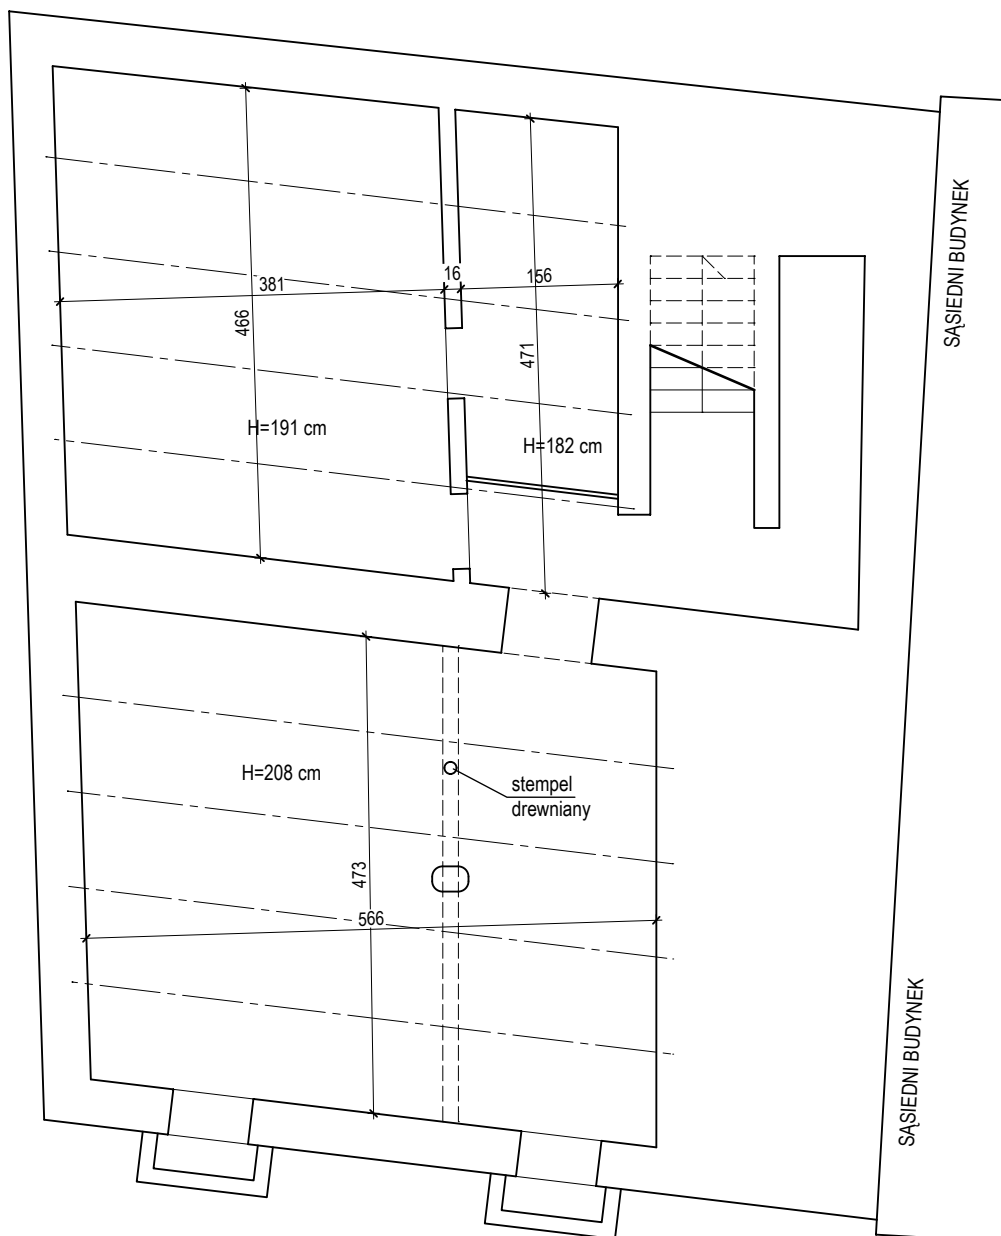 SĄSIEDNI BUDYNEK
381
16
156
466
471
H=191 cm
H=182 cm
H=208 cm
stempel
drewniany
473
566
SĄSIEDNI BUDYNEK